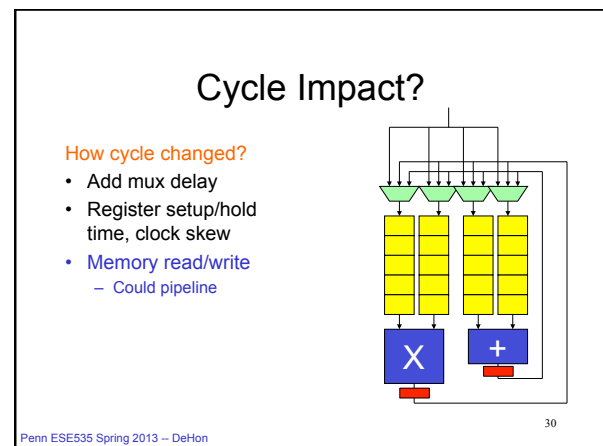 Cycle Impact?
How cycle changed?
• Add mux delay
• Register setup/hold
time, clock skew
• Memory read/write
– Could pipeline
X
+
Penn ESE535 Spring 2013 -- DeHon
30